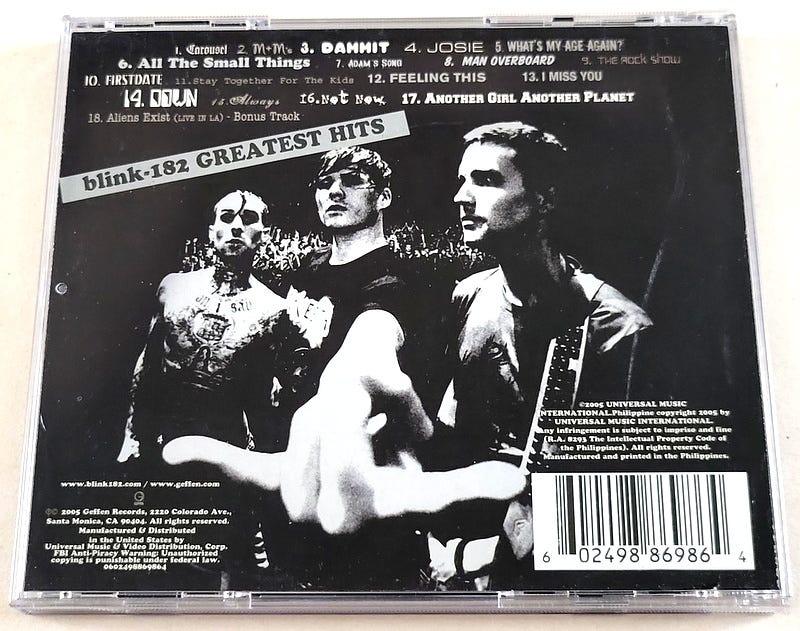 1. Carousel 2. M+M's 3. DAMMIT 4. JOSIE 5. WHAT'S MY AGE AGAIN?
6. All The Small Things 7. ADAM'S SONG 8. MAN OVERBOARD 9. THE ROCK SHOW
10. FIRST DATE 11. Stay Together For The Kids 12. FEELING THIS 13. I MISS YOU
14. DOWN 15. Always 16. Not Now 17. ANOTHER GIRL ANOTHER PLANET
18. Aliens Exist (LIVE IN LA) - Bonus Track
blink-182 GREATEST HITS
©2005 UNIVERSAL MUSIC
INTERNATIONAL.Philippine copyright 2005 by
UNIVERSAL MUSIC INTERNATIONAL.
Any infringement is subject to impriso and fine
(R.A. 8293 The Intellectual Property Code of
the Philippines). All rights reserved.
Manufactured and printed in the Philippines.
www.blink182.com / www.geffen.com
℗© 2005 Geffen Records, 2220 Colorado Ave.,
Santa Monica, CA 90404. All rights reserved.
Manufactured & Distributed
in the United States by
Universal Music & Video Distribution, Corp.
FBI Anti-Piracy Warning: Unauthorized
copying is punishable under federal law.
0602498869864
6 02498 86986 4